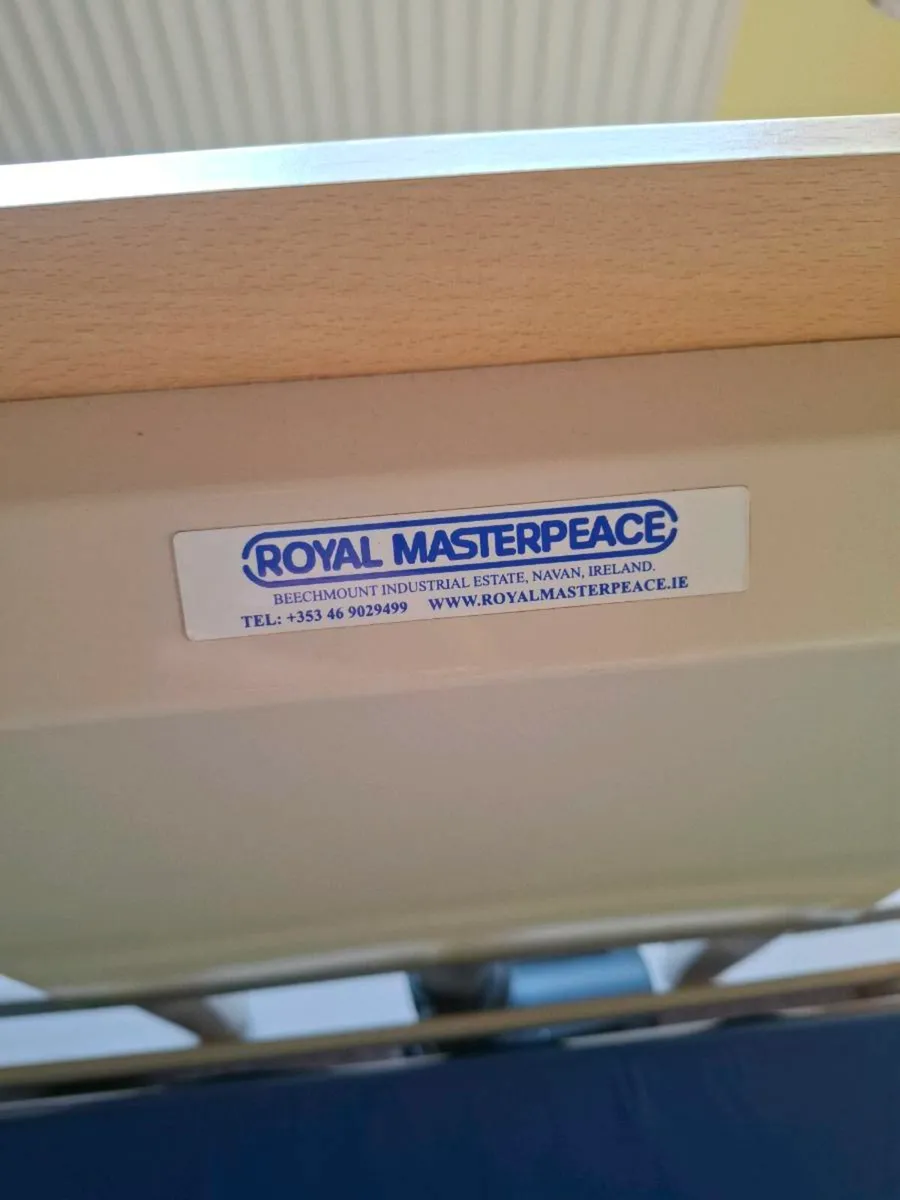 ROYAL MASTERPEACE
BEECHMOUNT INDUSTRIAL ESTATE, NAVAN, IRELAND.
TEL: +353 46 9029499 WWW.ROYALMASTERPEACE.IE